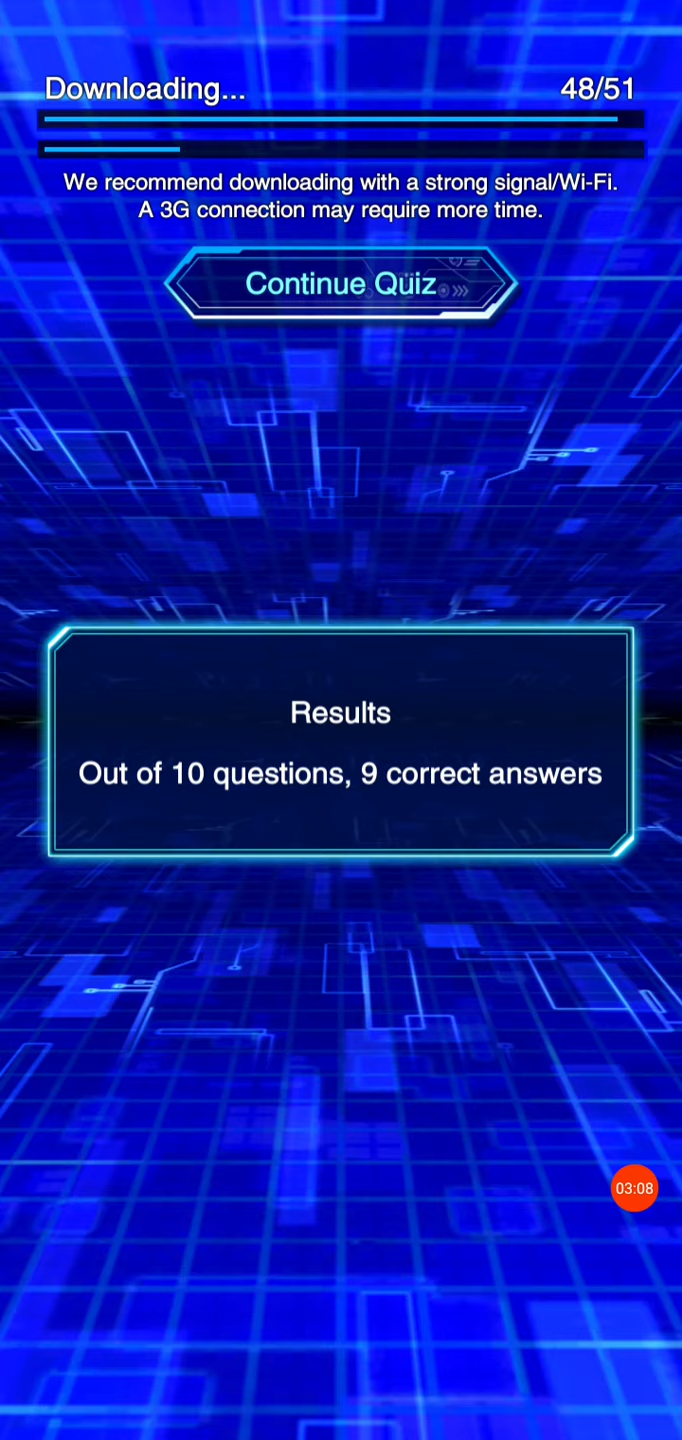 Downloading... 48/51
We recommend downloading with a strong signal/Wi-Fi.
A 3G connection may require more time.
Continue Quiz
Results
Out of 10 questions, 9 correct answers
03:08